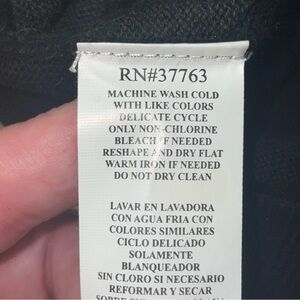 RN#37763
MACHINE WASH COLD
WITH LIKE COLORS
DELICATE CYCLE
ONLY NON-CHLORINE
BLEACH IF NEEDED
RESHAPE AND DRY FLAT
WARM IRON IF NEEDED
DO NOT DRY CLEAN
LAVAR EN LAVADORA
CON AGUA FRIA CON
COLORES SIMILARES
CICLO DELICADO
SOLAMENTE
BLANQUEADOR
SIN CLORO SI NECESARIO
REFORMAR Y SECAR